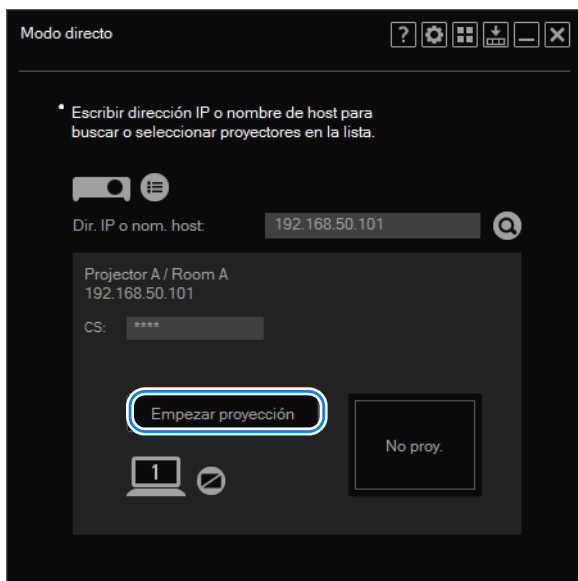 Modo directo
?
Escribir dirección IP o nombre de host para
buscar o seleccionar proyectores en la lista.
Dir. IP o nom. host: 192.168.50.101
Projector A / Room A
192.168.50.101
CS: ****
Empezar proyección
No proy.
1